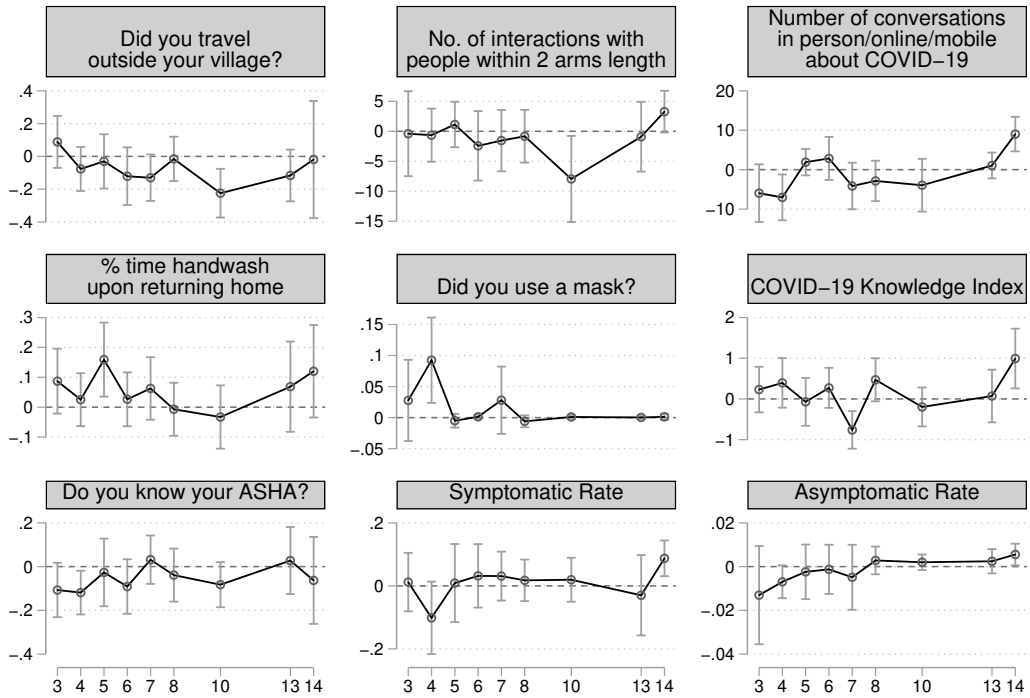 Did you travel
outside your village?
No. of interactions with
people within 2 arms length
Number of conversations
in person/online/mobile
about COVID−19
.4
.2
0
−.2
−.4
5
0
−5
−10
−15
20
10
0
−10
% time handwash
upon returning home
Did you use a mask?
COVID−19 Knowledge Index
.3
.2
.1
0
−.1
.15
.1
.05
0
−.05
2
1
0
−1
Do you know your ASHA?
Symptomatic Rate
Asymptomatic Rate
.2
0
−.2
−.4
.2
0
−.2
.02
0
−.02
−.04
3 4 5 6 7 8 10 13 14
3 4 5 6 7 8 10 13 14
3 4 5 6 7 8 10 13 14